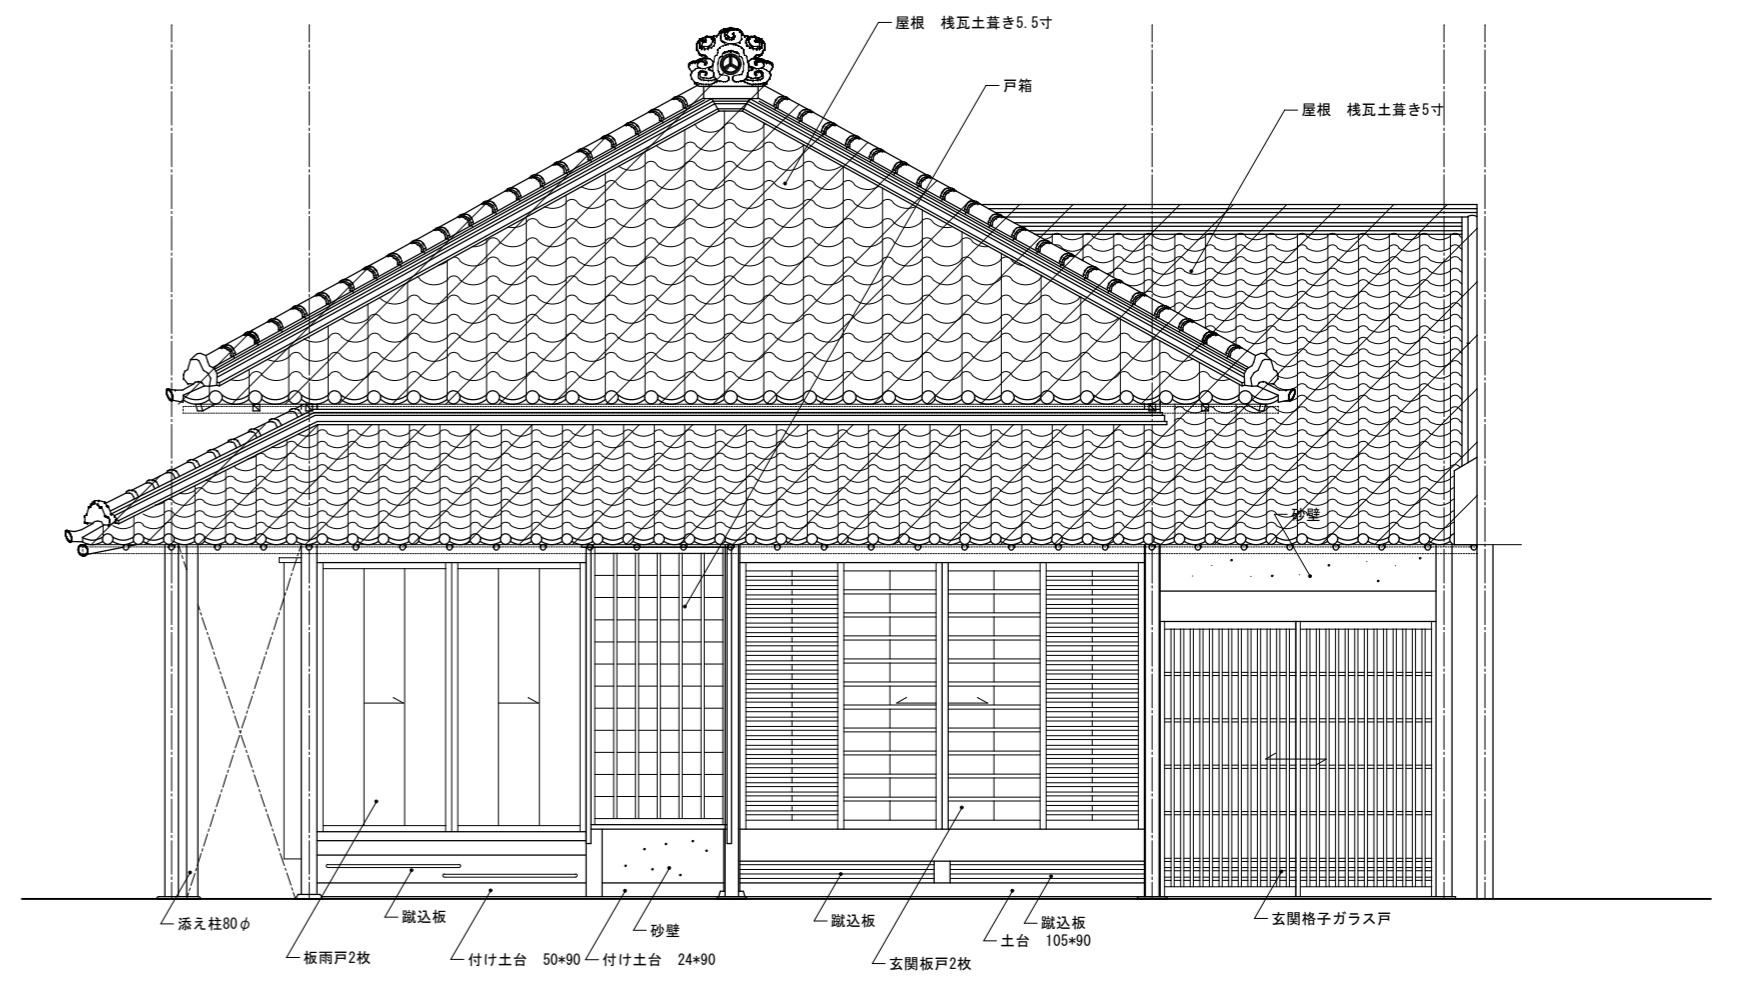 屋根　桟瓦土葺き5.5寸
戸箱
屋根　桟瓦土葺き5寸
砂壁
添え柱80φ
蹴込板
板雨戸2枚
付け土台　50*90
付け土台　24*90
砂壁
蹴込板
玄関板戸2枚
土台　105*90
蹴込板
玄関格子ガラス戸